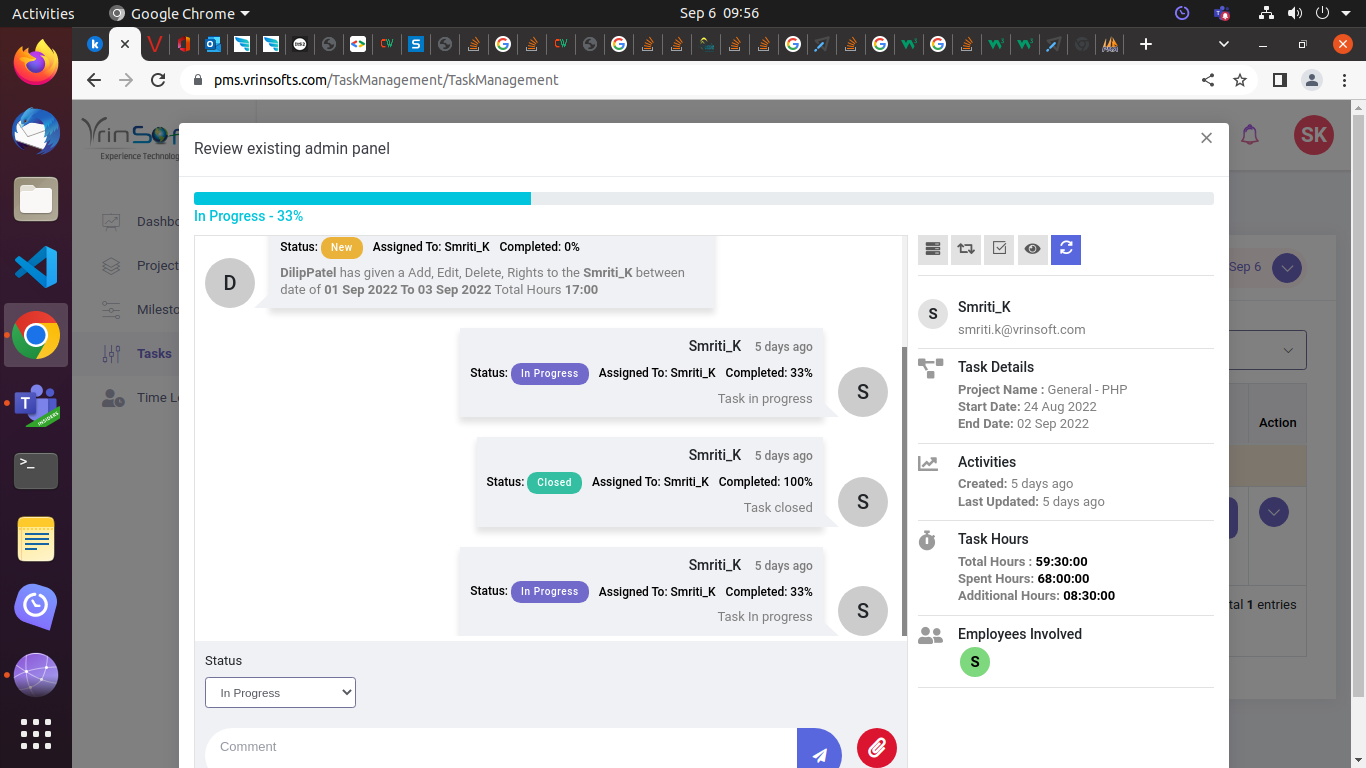 Activities
Google Chrome
Sep 6 09:56
pms.vrinsofts.com/TaskManagement/TaskManagement
VrinSof
Experience Technolog
SK
Review existing admin panel
×
In Progress - 33%
Dashbo
Project
Milesto
Tasks
Time Lo
Status: New Assigned To: Smriti_K Completed: 0%
D
DilipPatel has given a Add, Edit, Delete, Rights to the Smriti_K between
date of 01 Sep 2022 To 03 Sep 2022 Total Hours 17:00
Smriti_K 5 days ago
Status: In Progress Assigned To: Smriti_K Completed: 33%
Task in progress
S
Smriti_K 5 days ago
Status: Closed Assigned To: Smriti_K Completed: 100%
Task closed
S
Smriti_K 5 days ago
Status: In Progress Assigned To: Smriti_K Completed: 33%
Task In progress
S
Status
In Progress
Comment
S
Smriti_K
smriti.k@vrinsoft.com
Task Details
Project Name : General - PHP
Start Date: 24 Aug 2022
End Date: 02 Sep 2022
Activities
Created: 5 days ago
Last Updated: 5 days ago
Task Hours
Total Hours : 59:30:00
Spent Hours: 68:00:00
Additional Hours: 08:30:00
Employees Involved
S
Sep 6
Action
tal 1 entries